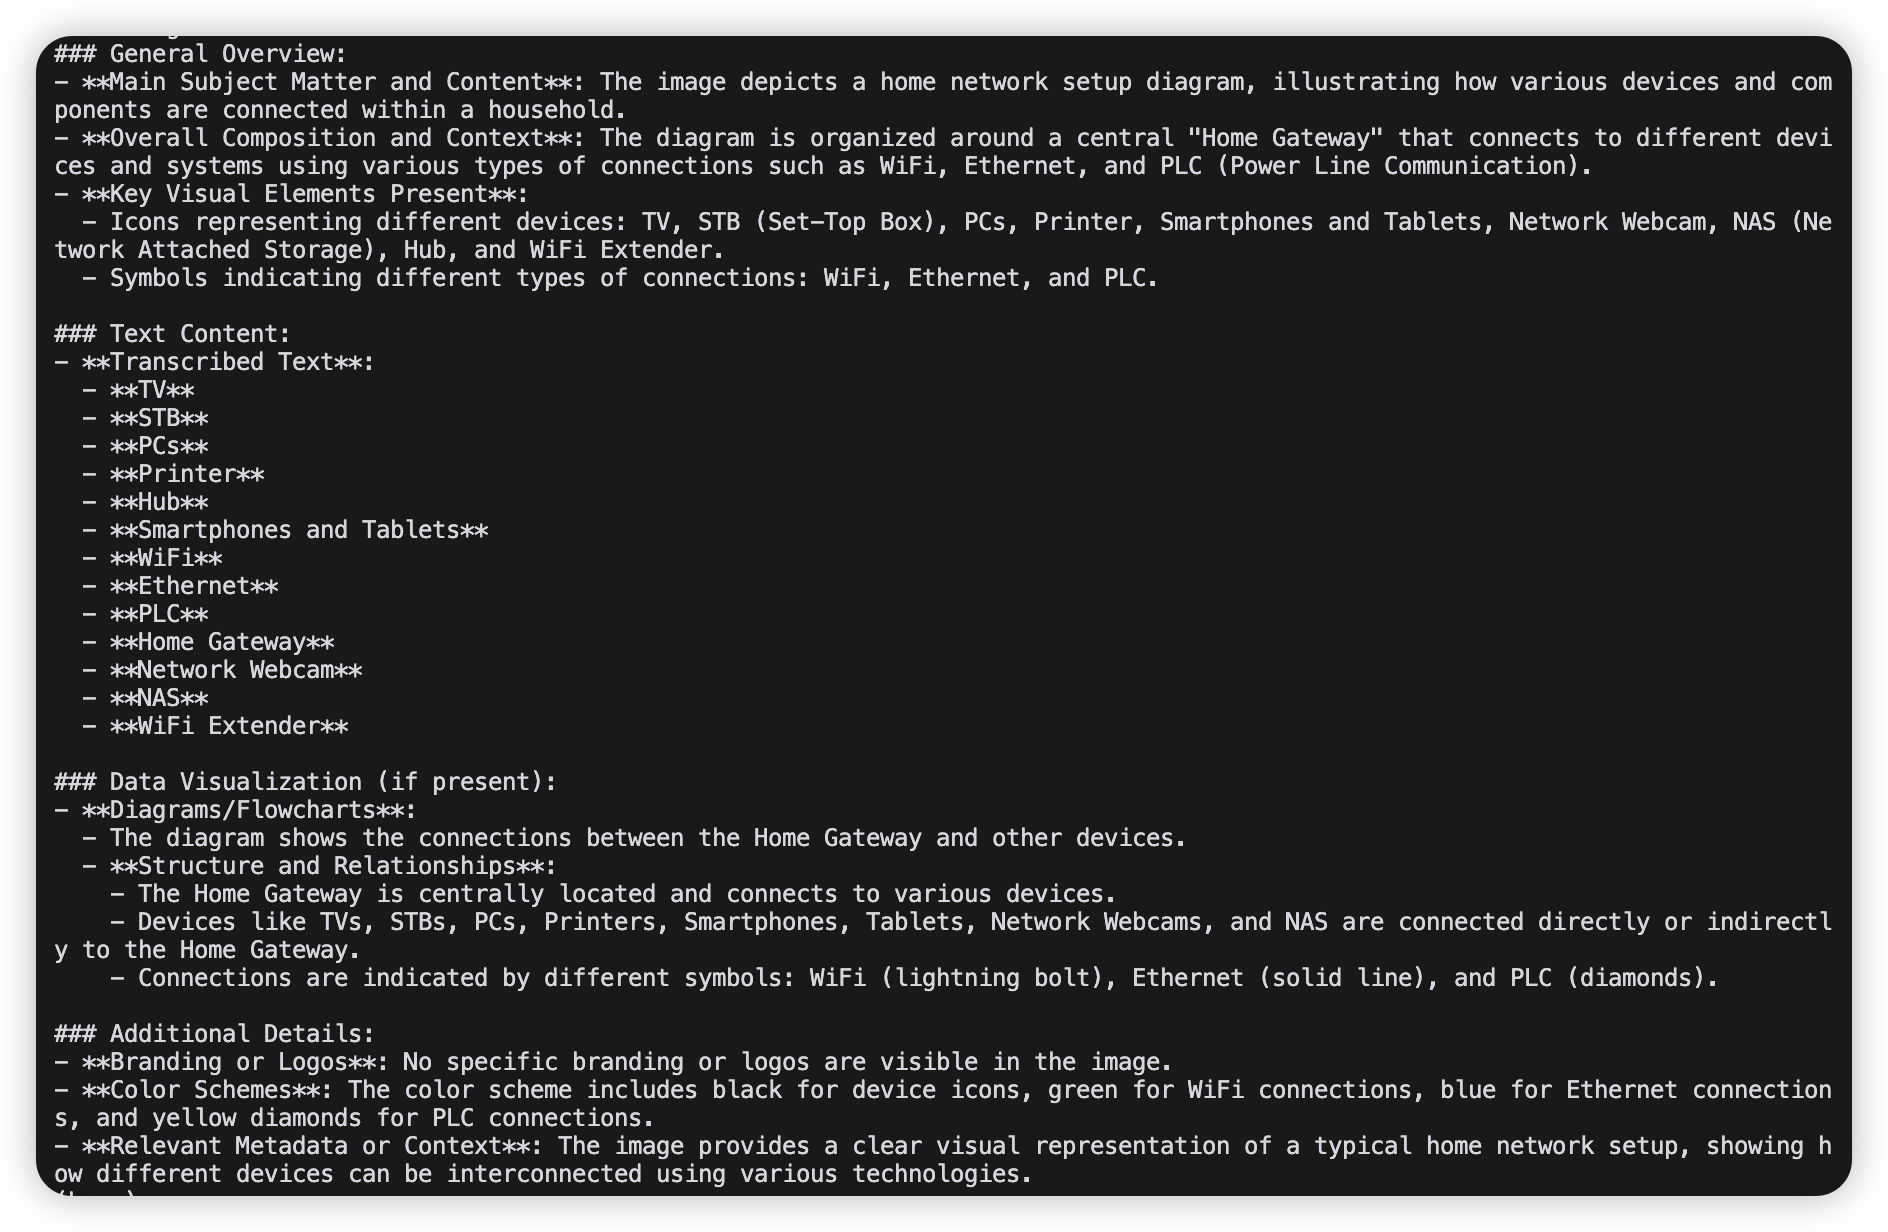 ### General Overview:
- **Main Subject Matter and Content**: The image depicts a home network setup diagram, illustrating how various devices and com
ponents are connected within a household.
- **Overall Composition and Context**: The diagram is organized around a central "Home Gateway" that connects to different devi
ces and systems using various types of connections such as WiFi, Ethernet, and PLC (Power Line Communication).
- **Key Visual Elements Present**:
  - Icons representing different devices: TV, STB (Set-Top Box), PCs, Printer, Smartphones and Tablets, Network Webcam, NAS (Ne
twork Attached Storage), Hub, and WiFi Extender.
  - Symbols indicating different types of connections: WiFi, Ethernet, and PLC.

### Text Content:
- **Transcribed Text**:
  - **TV**
  - **STB**
  - **PCs**
  - **Printer**
  - **Hub**
  - **Smartphones and Tablets**
  - **WiFi**
  - **Ethernet**
  - **PLC**
  - **Home Gateway**
  - **Network Webcam**
  - **NAS**
  - **WiFi Extender**

### Data Visualization (if present):
- **Diagrams/Flowcharts**:
  - The diagram shows the connections between the Home Gateway and other devices.
  - **Structure and Relationships**:
    - The Home Gateway is centrally located and connects to various devices.
    - Devices like TVs, STBs, PCs, Printers, Smartphones, Tablets, Network Webcams, and NAS are connected directly or indirectl
y to the Home Gateway.
    - Connections are indicated by different symbols: WiFi (lightning bolt), Ethernet (solid line), and PLC (diamonds).

### Additional Details:
- **Branding or Logos**: No specific branding or logos are visible in the image.
- **Color Schemes**: The color scheme includes black for device icons, green for WiFi connections, blue for Ethernet connection
s, and yellow diamonds for PLC connections.
- **Relevant Metadata or Context**: The image provides a clear visual representation of a typical home network setup, showing h
ow different devices can be interconnected using various technologies.